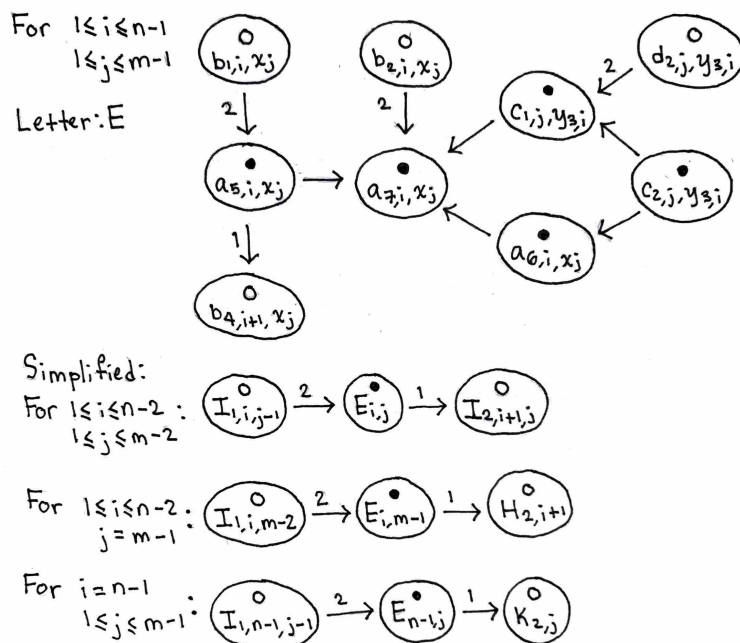 For 1≤i≤n-1
1≤j≤m-1
Letter: E
b₁,ᵢ, xⱼ
b₂,ᵢ, xⱼ
d₂,ⱼ, y₃,ᵢ
2
2
2
c₁,ⱼ, y₃,ᵢ
a₅,ᵢ, xⱼ
a₇,ᵢ, xⱼ
c₂,ⱼ, y₃,ᵢ
1
a₆,ᵢ, xⱼ
b₄,ᵢ₊₁, xⱼ
Simplified:
For 1≤i≤n-2 : I₁,ᵢ,ⱼ₋₁ 2 → Eᵢ,ⱼ 1 → I₂,ᵢ₊₁,ⱼ
1≤j≤m-2
For 1≤i≤n-2 : I₁,ᵢ,ₘ₋₂ 2 → Eᵢ,ₘ₋₁ 1 → H₂,ᵢ₊₁
j=m-1
For i=n-1 : I₁,ₙ₋₁,ⱼ₋₁ 2 → Eₙ₋₁,ⱼ 1 → K₂,ⱼ
1≤j≤m-1